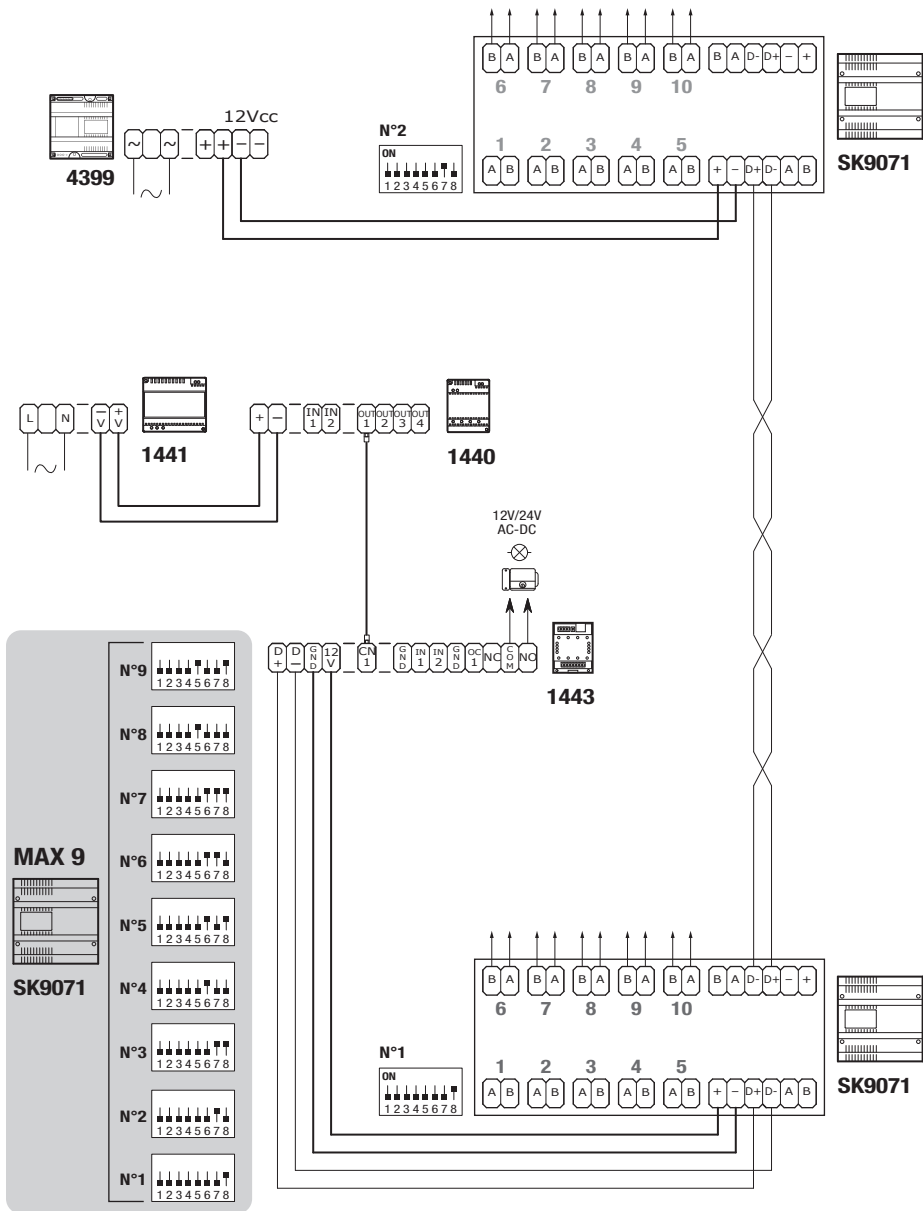 B A B A B A B A B A B A D- D+ – +
6 7 8 9 10
SK9071
12Vcc
~ ~ + + – –
4399
~
N°2
ON
1 2 3 4 5 6 7 8
1 2 3 4 5
A B A B A B A B A B + – D+ D- A B
L N – V + V
1441
~
+ – IN 1 IN 2 OUT 1 OUT 2 OUT 3 OUT 4
1440
12V/24V
AC-DC
D + D – GND 12 V CN 1 GND IN 1 IN 2 GND OC 1 NC COM NO
1443
MAX 9
SK9071
N°9
1 2 3 4 5 6 7 8
N°8
1 2 3 4 5 6 7 8
N°7
1 2 3 4 5 6 7 8
N°6
1 2 3 4 5 6 7 8
N°5
1 2 3 4 5 6 7 8
N°4
1 2 3 4 5 6 7 8
N°3
1 2 3 4 5 6 7 8
N°2
1 2 3 4 5 6 7 8
N°1
1 2 3 4 5 6 7 8
B A B A B A B A B A B A D- D+ – +
6 7 8 9 10
SK9071
N°1
ON
1 2 3 4 5 6 7 8
1 2 3 4 5
A B A B A B A B A B + – D+ D- A B